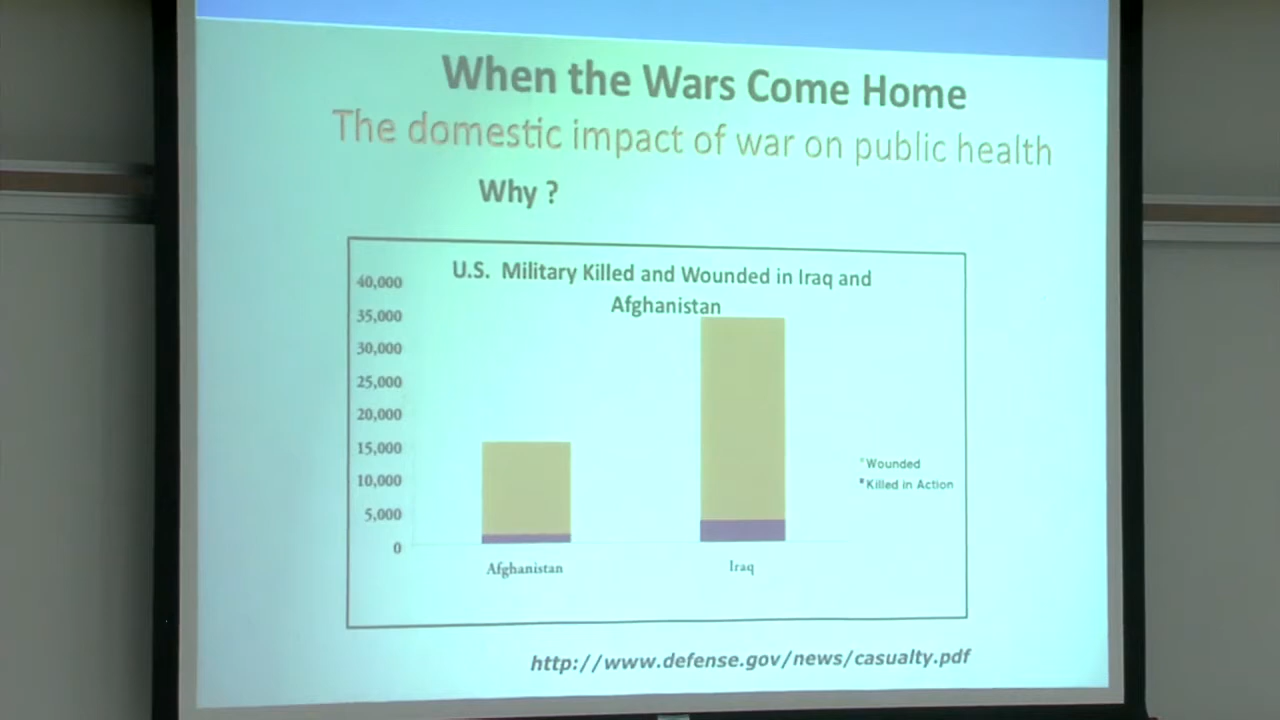 When the Wars Come Home
The domestic impact of war on public health
Why ?
U.S. Military Killed and Wounded in Iraq and
Afghanistan
40,000
35,000
30,000
25,000
20,000
15,000
10,000
5,000
0
Wounded
Killed in Action
Afghanistan
Iraq
http://www.defense.gov/news/casualty.pdf